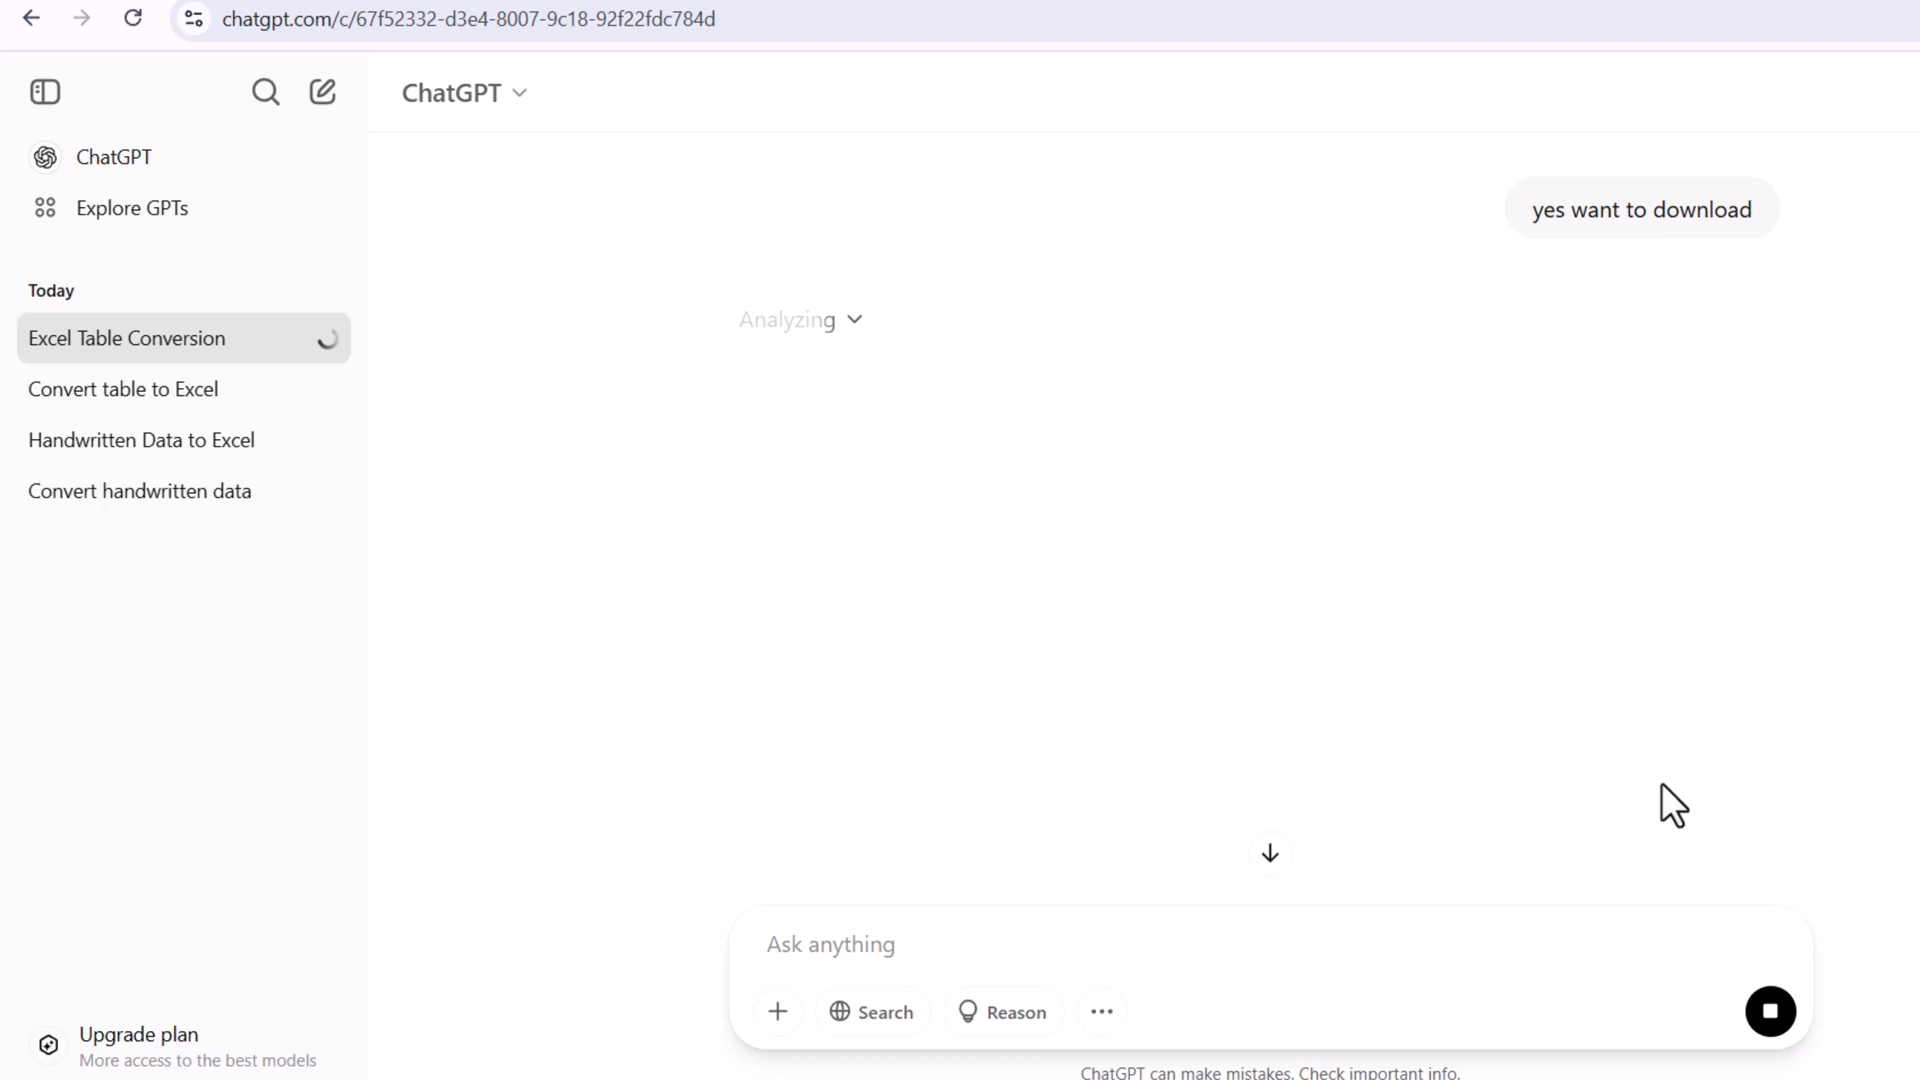 chatgpt.com/c/67f52332-d3e4-8007-9c18-92f22fdc784d
ChatGPT
ChatGPT
Explore GPTs
Today
Excel Table Conversion
Convert table to Excel
Handwritten Data to Excel
Convert handwritten data
yes want to download
Analyzing
Ask anything
Search
Reason
Upgrade plan
More access to the best models
ChatGPT can make mistakes. Check important info.